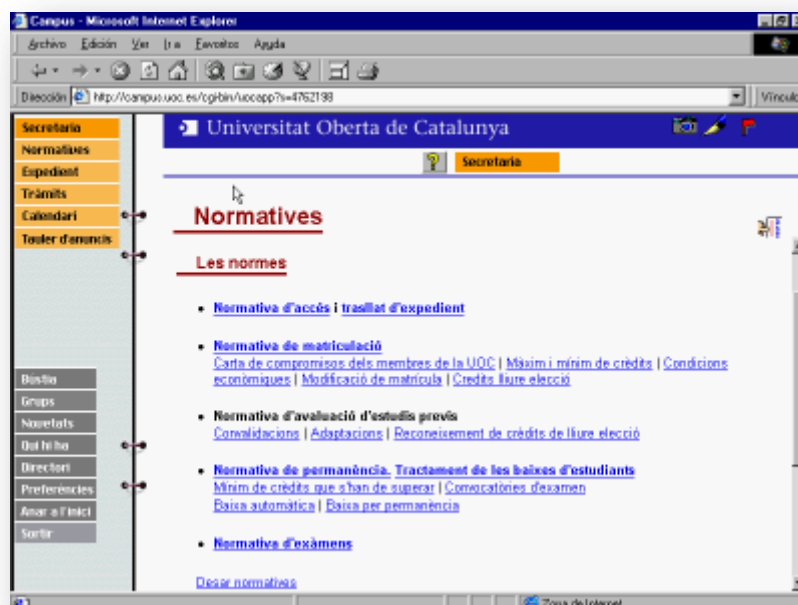 Campus - Microsoft Internet Explorer
Archivo Edición Ver Ir a Favoritos Ayuda
Dirección http://campus.uoc.es/cgi-bin/uocapp?s=4762198 Vínculo
Secretaria
Normatives
Expedient
Tràmits
Calendari
Tauler d'anuncis
Bústia
Grups
Novetats
Qui hi ha
Directori
Preferències
Anar a l'inici
Sortir
Universitat Oberta de Catalunya
Secretaria
Normatives
Les normes
Normativa d'accés i trasllat d'expedient
Normativa de matriculació
Carta de compromisos dels membres de la UOC | Màxim i mínim de crèdits | Condicions
econòmiques | Modificació de matrícula | Credits lliure elecció
Normativa d'avaluació d'estudis previs
Convalidacions | Adaptacions | Reconeixement de crèdits de lliure elecció
Normativa de permanència. Tractament de les baixes d'estudiants
Mínim de crèdits que s'han de superar | Convocatòries d'examen
Baixa automàtica | Baixa per permanència
Normativa d'exàmens
Desar normatives
Zona de Internet